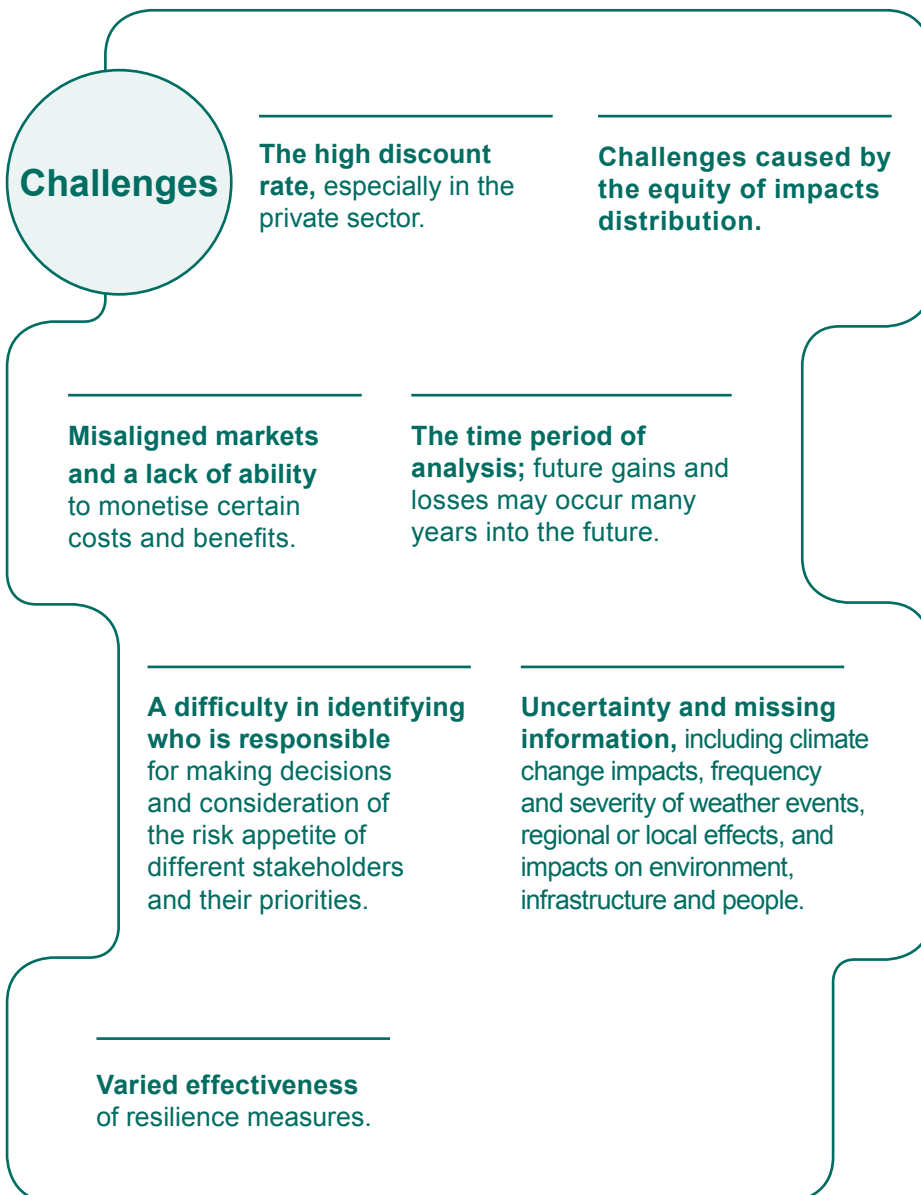 Challenges
The high discount
rate, especially in the
private sector.
Challenges caused by
the equity of impacts
distribution.
Misaligned markets
and a lack of ability
to monetise certain
costs and benefits.
The time period of
analysis; future gains and
losses may occur many
years into the future.
A difficulty in identifying
who is responsible
for making decisions
and consideration of
the risk appetite of
different stakeholders
and their priorities.
Uncertainty and missing
information, including climate
change impacts, frequency
and severity of weather events,
regional or local effects, and
impacts on environment,
infrastructure and people.
Varied effectiveness
of resilience measures.